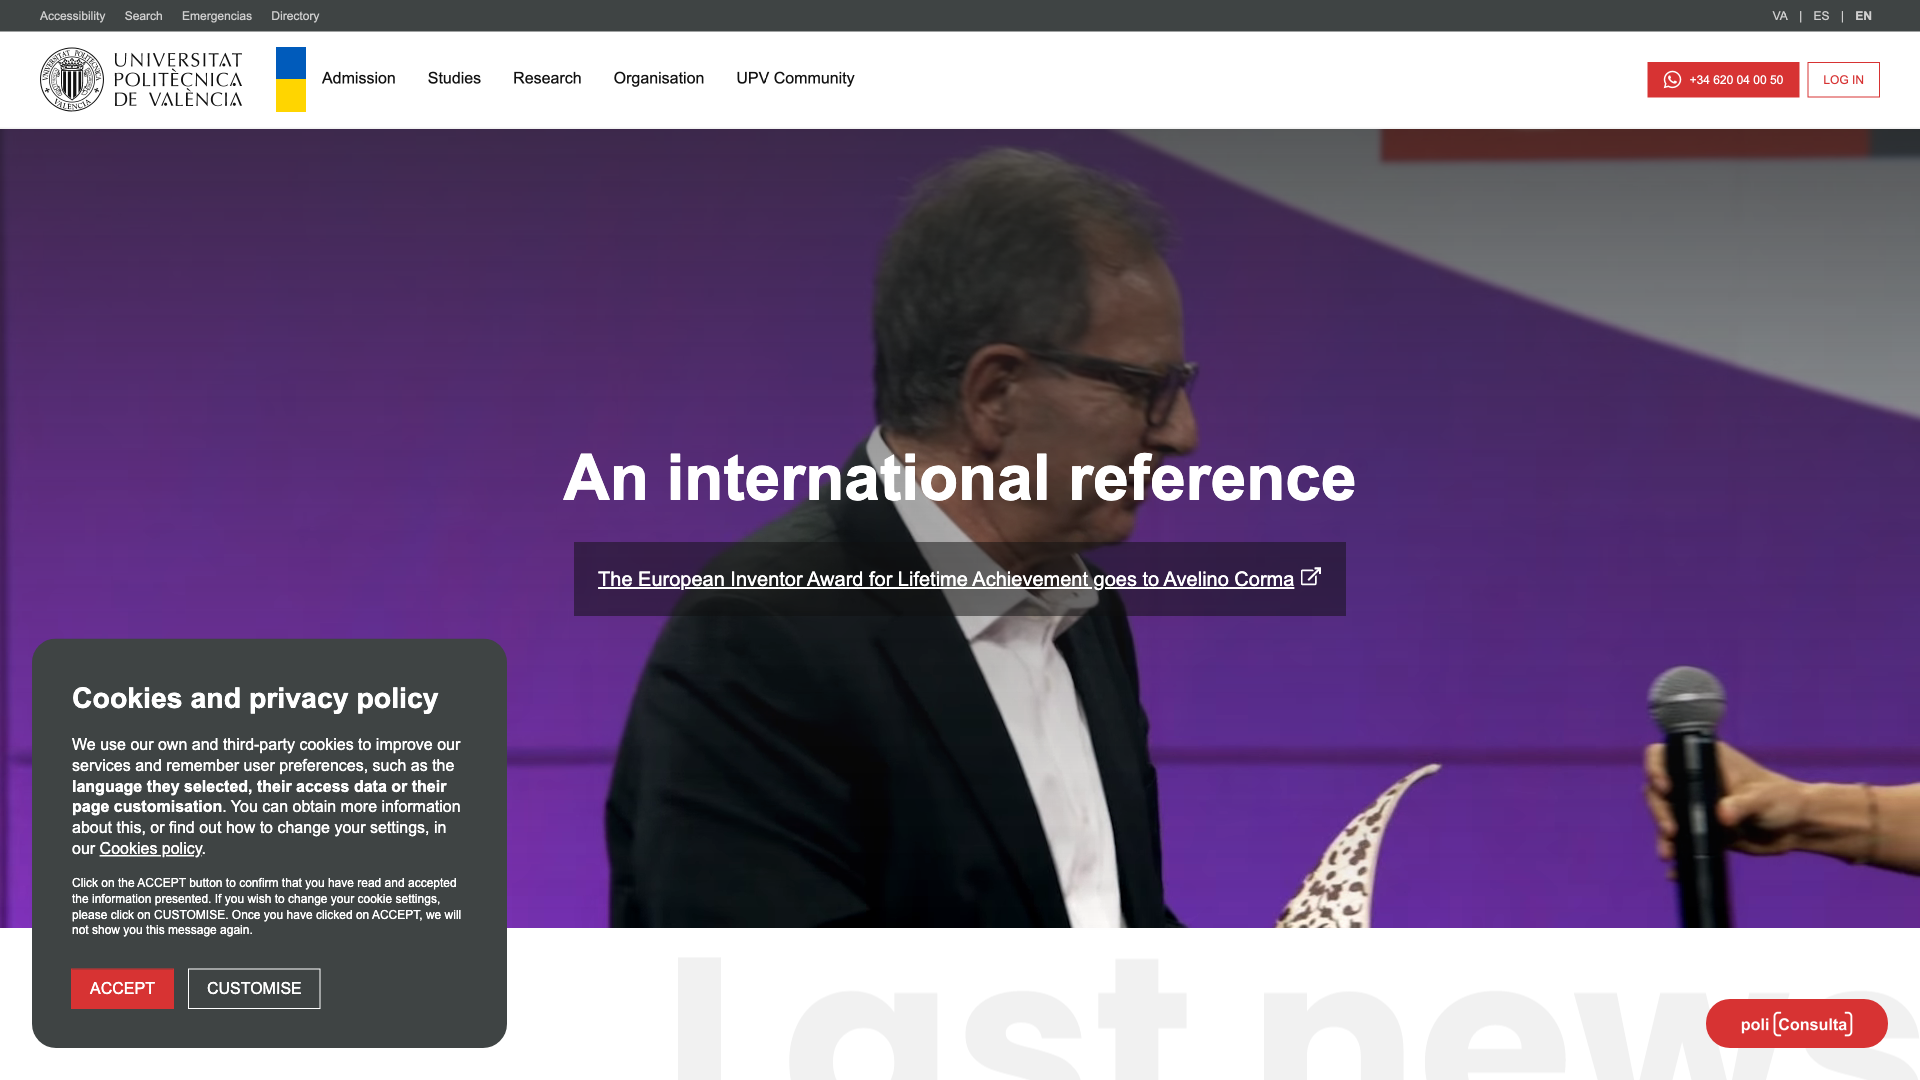 Accessibility Search Emergencias Directory VA | ES | EN
UNIVERSITAT
POLITÈCNICA
DE VALÈNCIA
Admission Studies Research Organisation UPV Community
+34 620 04 00 50 LOG IN
An international reference
The European Inventor Award for Lifetime Achievement goes to Avelino Corma
Cookies and privacy policy
We use our own and third-party cookies to improve our
services and remember user preferences, such as the
language they selected, their access data or their
page customisation. You can obtain more information
about this, or find out how to change your settings, in
our Cookies policy.
Click on the ACCEPT button to confirm that you have read and accepted
the information presented. If you wish to change your cookie settings,
please click on CUSTOMISE. Once you have clicked on ACCEPT, we will
not show you this message again.
ACCEPT CUSTOMISE
Last news
poli[Consulta]